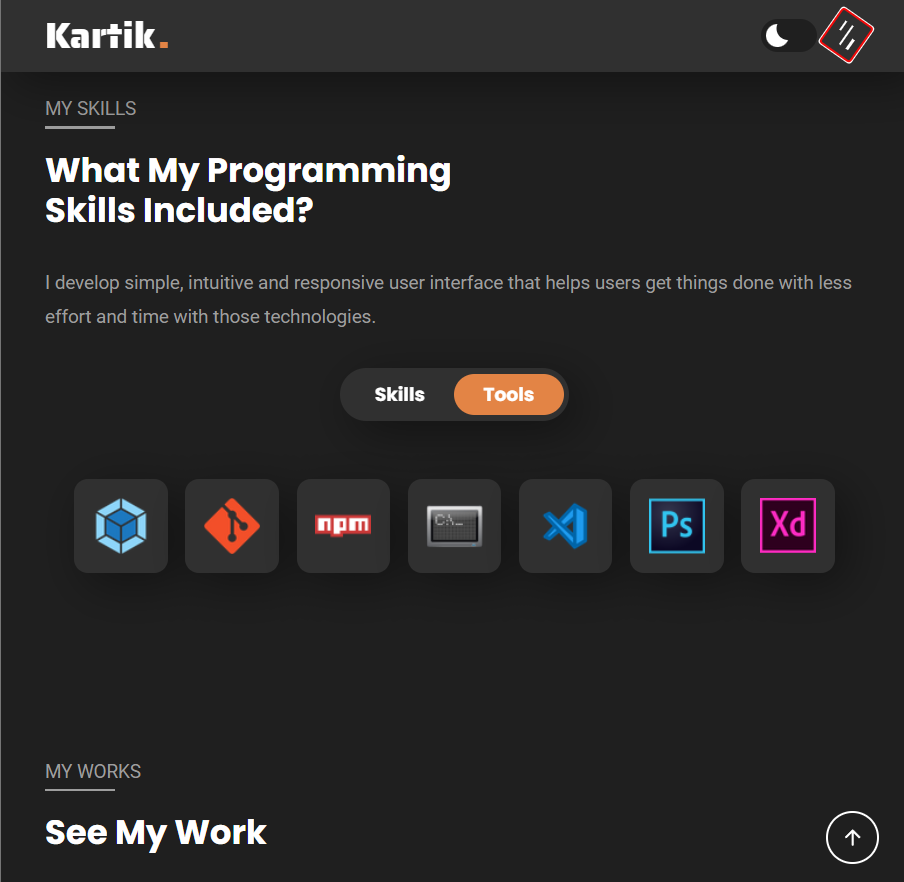 Kartik.
MY SKILLS
What My Programming
Skills Included?
I develop simple, intuitive and responsive user interface that helps users get things done with less
effort and time with those technologies.
Skills Tools
npm C:\_ Ps Xd
MY WORKS
See My Work